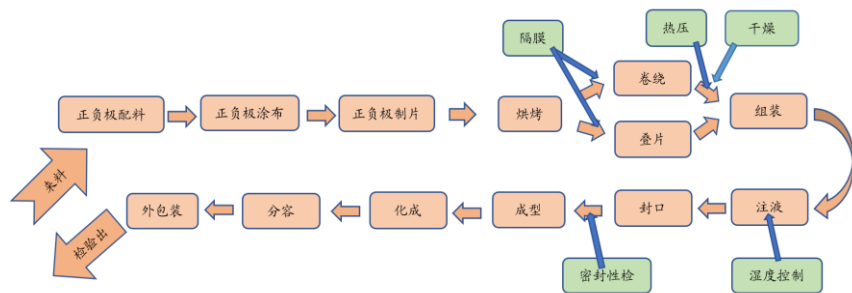 隔膜
热压
干燥
卷绕
正负极配料
正负极涂布
正负极制片
烘烤
组装
叠片
来料
外包装
分容
化成
成型
封口
注液
检验出
密封性检
湿度控制